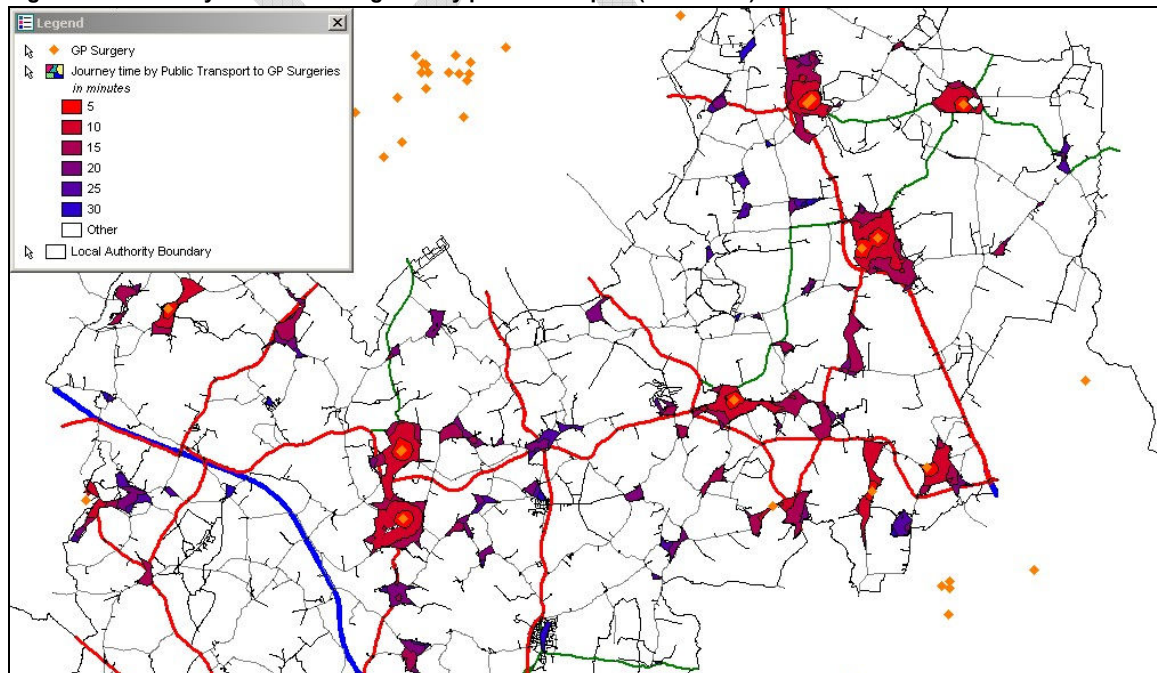 Legend
GP Surgery
Journey time by Public Transport to GP Surgeries
in minutes
5
10
15
20
25
30
Other
Local Authority Boundary